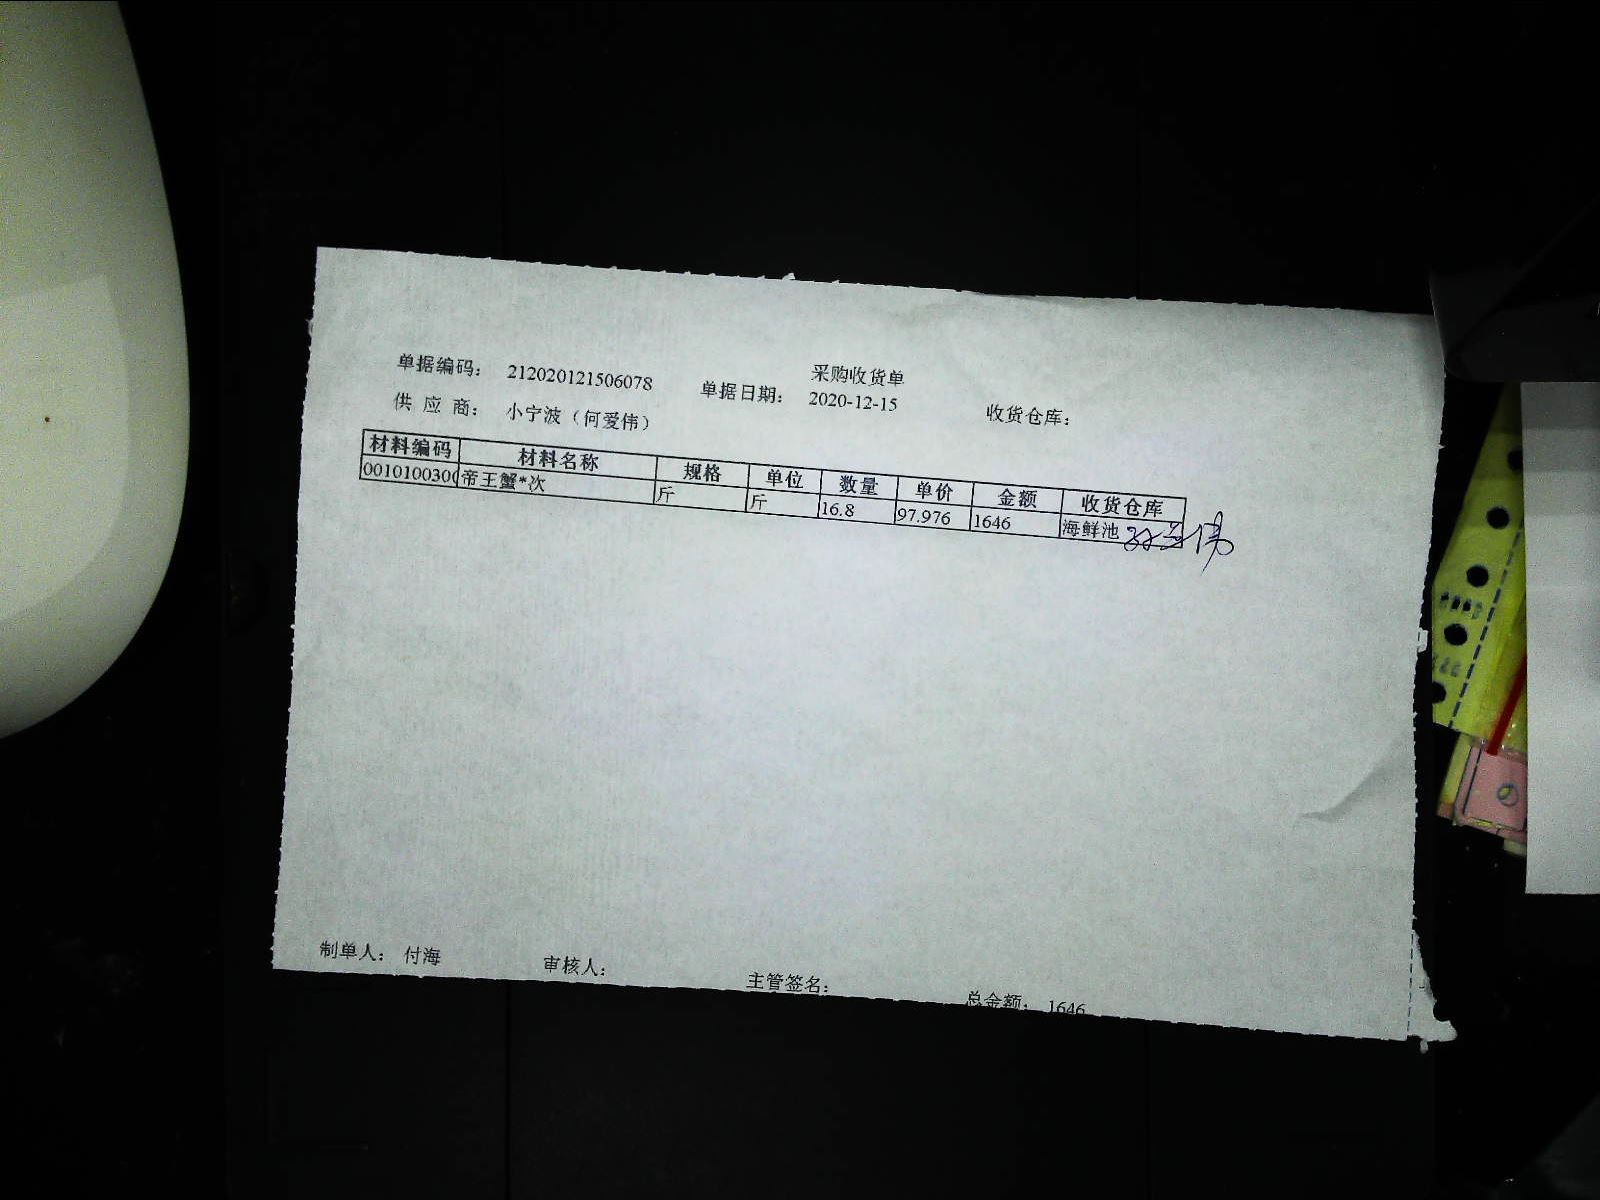 采购收货单
单据编码： 212020121506078 单据日期： 2020-12-15 收货仓库：
供 应 商： 小宁波（何爱伟）
材料编码 材料名称 规格 单位 数量 单价 金额 收货仓库
0010100300 帝王蟹*次 斤 斤 16.8 97.976 1646 海鲜池
制单人： 付海 审核人： 主管签名： 总金额： 1646